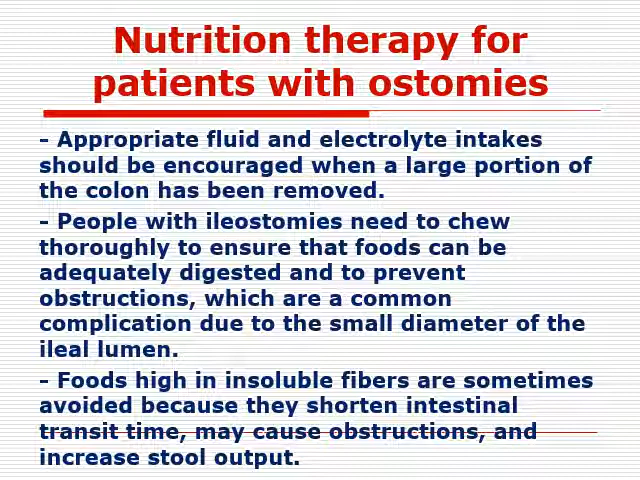 Nutrition therapy for
patients with ostomies
- Appropriate fluid and electrolyte intakes
should be encouraged when a large portion of
the colon has been removed.
- People with ileostomies need to chew
thoroughly to ensure that foods can be
adequately digested and to prevent
obstructions, which are a common
complication due to the small diameter of the
ileal lumen.
- Foods high in insoluble fibers are sometimes
avoided because they shorten intestinal
transit time, may cause obstructions, and
increase stool output.